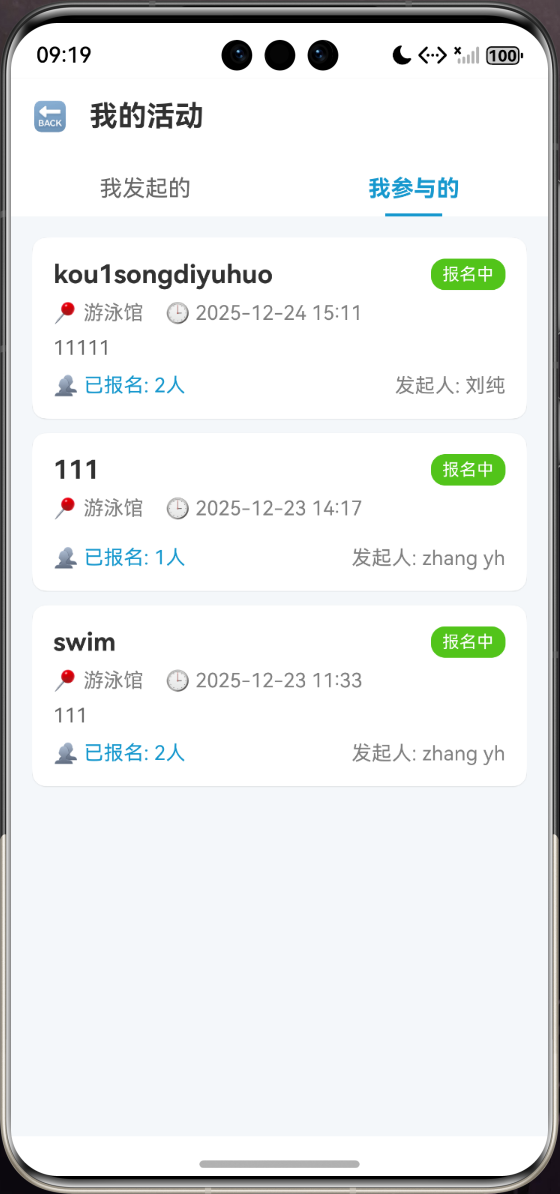 09:19
100
BACK
我的活动
我发起的 我参与的
kou1songdiyuhuo 报名中
游泳馆 2025-12-24 15:11
11111
已报名: 2人 发起人: 刘纯
111 报名中
游泳馆 2025-12-23 14:17
已报名: 1人 发起人: zhang yh
swim 报名中
游泳馆 2025-12-23 11:33
111
已报名: 2人 发起人: zhang yh